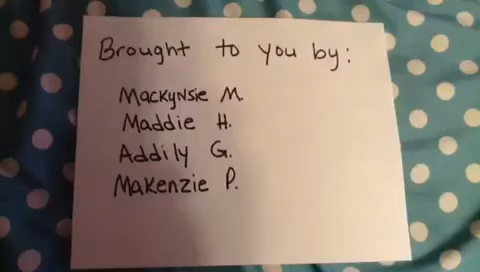 Brought to you by:
Mackynsie M.
Maddie H.
Addily G.
Makenzie P.